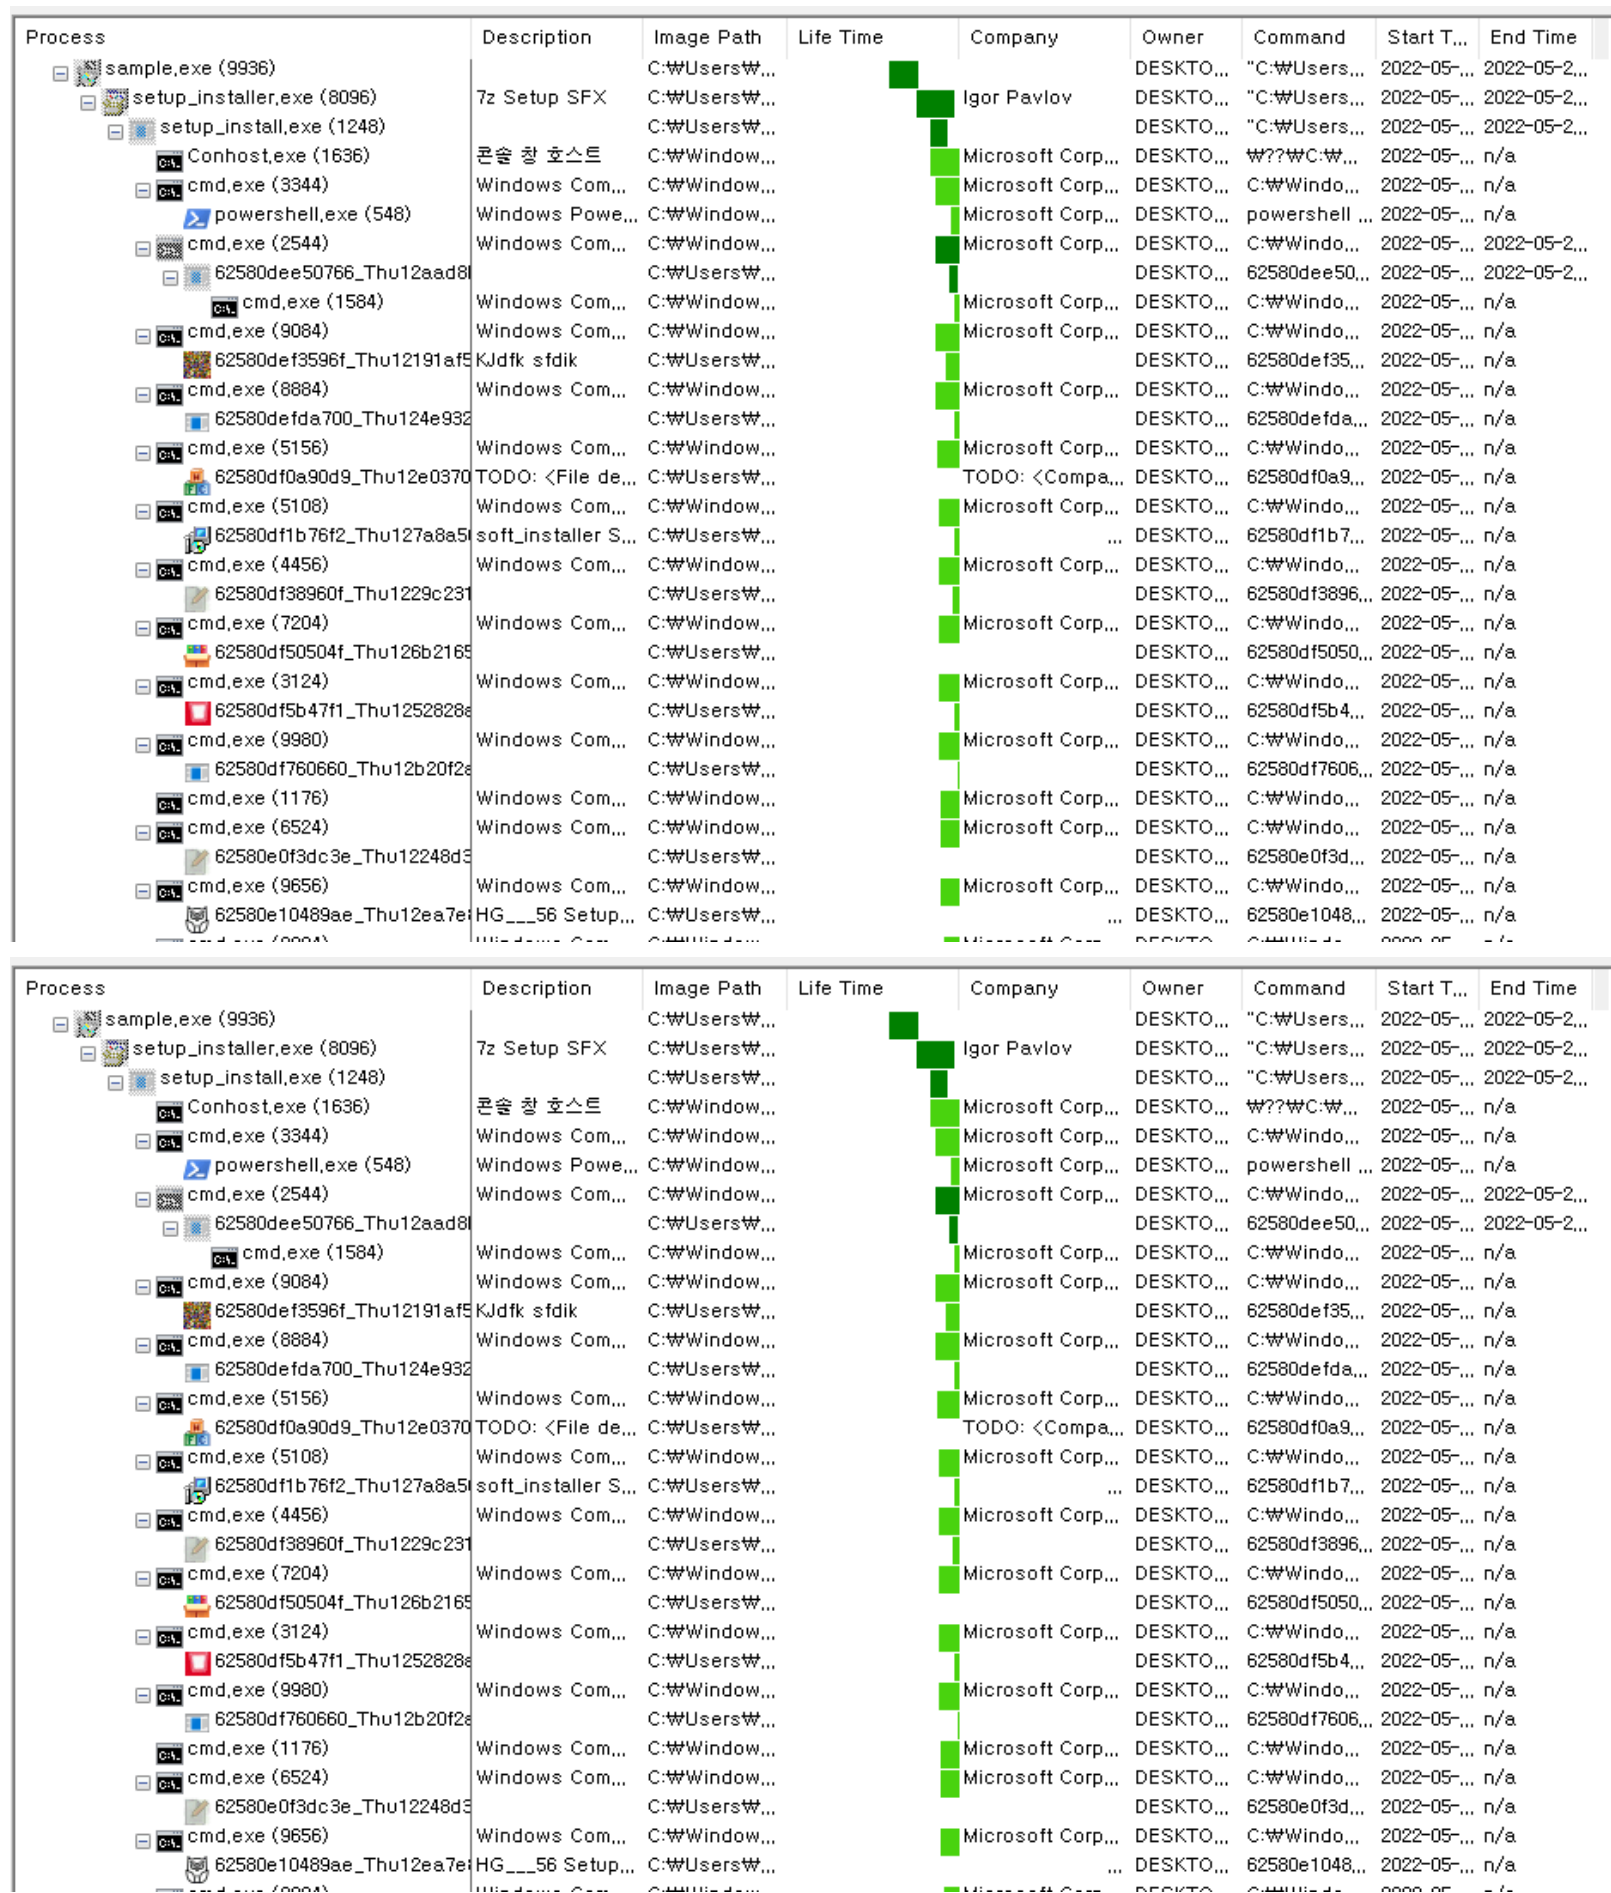 Process Description Image Path Life Time Company Owner Command Start T... End Time
sample.exe (9936) C:₩Users₩... DESKTO... "C:₩Users... 2022-05-... 2022-05-2...
setup_installer.exe (8096) 7z Setup SFX C:₩Users₩... Igor Pavlov DESKTO... "C:₩Users... 2022-05-... 2022-05-2...
setup_install.exe (1248) C:₩Users₩... DESKTO... "C:₩Users... 2022-05-... 2022-05-2...
Conhost.exe (1636) 콘솔 창 호스트 C:₩Window... Microsoft Corp... DESKTO... ₩??₩C:₩... 2022-05-... n/a
cmd.exe (3344) Windows Com... C:₩Window... Microsoft Corp... DESKTO... C:₩Windo... 2022-05-... n/a
powershell.exe (548) Windows Powe... C:₩Window... Microsoft Corp... DESKTO... powershell ... 2022-05-... n/a
cmd.exe (2544) Windows Com... C:₩Window... Microsoft Corp... DESKTO... C:₩Windo... 2022-05-... 2022-05-2...
62580dee50766_Thu12aad8 C:₩Users₩... DESKTO... 62580dee50... 2022-05-... 2022-05-2...
cmd.exe (1584) Windows Com... C:₩Window... Microsoft Corp... DESKTO... C:₩Windo... 2022-05-... n/a
cmd.exe (9084) Windows Com... C:₩Window... Microsoft Corp... DESKTO... C:₩Windo... 2022-05-... n/a
62580def3596f_Thu12191af5 KJdfk sfdik C:₩Users₩... DESKTO... 62580def35... 2022-05-... n/a
cmd.exe (8884) Windows Com... C:₩Window... Microsoft Corp... DESKTO... C:₩Windo... 2022-05-... n/a
62580defda700_Thu124e932 C:₩Users₩... DESKTO... 62580defda... 2022-05-... n/a
cmd.exe (5156) Windows Com... C:₩Window... Microsoft Corp... DESKTO... C:₩Windo... 2022-05-... n/a
62580df0a90d9_Thu12e0370 TODO: <File de... C:₩Users₩... TODO: <Compa... DESKTO... 62580df0a9... 2022-05-... n/a
cmd.exe (5108) Windows Com... C:₩Window... Microsoft Corp... DESKTO... C:₩Windo... 2022-05-... n/a
62580df1b76f2_Thu127a8a5 soft_installer S... C:₩Users₩... ... DESKTO... 62580df1b7... 2022-05-... n/a
cmd.exe (4456) Windows Com... C:₩Window... Microsoft Corp... DESKTO... C:₩Windo... 2022-05-... n/a
62580df38960f_Thu1229c231 C:₩Users₩... DESKTO... 62580df3896... 2022-05-... n/a
cmd.exe (7204) Windows Com... C:₩Window... Microsoft Corp... DESKTO... C:₩Windo... 2022-05-... n/a
62580df50504f_Thu126b2165 C:₩Users₩... DESKTO... 62580df5050... 2022-05-... n/a
cmd.exe (3124) Windows Com... C:₩Window... Microsoft Corp... DESKTO... C:₩Windo... 2022-05-... n/a
62580df5b47f1_Thu1252828a C:₩Users₩... DESKTO... 62580df5b4... 2022-05-... n/a
cmd.exe (9980) Windows Com... C:₩Window... Microsoft Corp... DESKTO... C:₩Windo... 2022-05-... n/a
62580df760660_Thu12b20f2a C:₩Users₩... DESKTO... 62580df7606... 2022-05-... n/a
cmd.exe (1176) Windows Com... C:₩Window... Microsoft Corp... DESKTO... C:₩Windo... 2022-05-... n/a
cmd.exe (6524) Windows Com... C:₩Window... Microsoft Corp... DESKTO... C:₩Windo... 2022-05-... n/a
62580e0f3dc3e_Thu12248d3 C:₩Users₩... DESKTO... 62580e0f3d... 2022-05-... n/a
cmd.exe (9656) Windows Com... C:₩Window... Microsoft Corp... DESKTO... C:₩Windo... 2022-05-... n/a
62580e10489ae_Thu12ea7e HG___56 Setup... C:₩Users₩... ... DESKTO... 62580e1048... 2022-05-... n/a
Process Description Image Path Life Time Company Owner Command Start T... End Time
sample.exe (9936) C:₩Users₩... DESKTO... "C:₩Users... 2022-05-... 2022-05-2...
setup_installer.exe (8096) 7z Setup SFX C:₩Users₩... Igor Pavlov DESKTO... "C:₩Users... 2022-05-... 2022-05-2...
setup_install.exe (1248) C:₩Users₩... DESKTO... "C:₩Users... 2022-05-... 2022-05-2...
Conhost.exe (1636) 콘솔 창 호스트 C:₩Window... Microsoft Corp... DESKTO... ₩??₩C:₩... 2022-05-... n/a
cmd.exe (3344) Windows Com... C:₩Window... Microsoft Corp... DESKTO... C:₩Windo... 2022-05-... n/a
powershell.exe (548) Windows Powe... C:₩Window... Microsoft Corp... DESKTO... powershell ... 2022-05-... n/a
cmd.exe (2544) Windows Com... C:₩Window... Microsoft Corp... DESKTO... C:₩Windo... 2022-05-... 2022-05-2...
62580dee50766_Thu12aad8 C:₩Users₩... DESKTO... 62580dee50... 2022-05-... 2022-05-2...
cmd.exe (1584) Windows Com... C:₩Window... Microsoft Corp... DESKTO... C:₩Windo... 2022-05-... n/a
cmd.exe (9084) Windows Com... C:₩Window... Microsoft Corp... DESKTO... C:₩Windo... 2022-05-... n/a
62580def3596f_Thu12191af5 KJdfk sfdik C:₩Users₩... DESKTO... 62580def35... 2022-05-... n/a
cmd.exe (8884) Windows Com... C:₩Window... Microsoft Corp... DESKTO... C:₩Windo... 2022-05-... n/a
62580defda700_Thu124e932 C:₩Users₩... DESKTO... 62580defda... 2022-05-... n/a
cmd.exe (5156) Windows Com... C:₩Window... Microsoft Corp... DESKTO... C:₩Windo... 2022-05-... n/a
62580df0a90d9_Thu12e0370 TODO: <File de... C:₩Users₩... TODO: <Compa... DESKTO... 62580df0a9... 2022-05-... n/a
cmd.exe (5108) Windows Com... C:₩Window... Microsoft Corp... DESKTO... C:₩Windo... 2022-05-... n/a
62580df1b76f2_Thu127a8a5 soft_installer S... C:₩Users₩... ... DESKTO... 62580df1b7... 2022-05-... n/a
cmd.exe (4456) Windows Com... C:₩Window... Microsoft Corp... DESKTO... C:₩Windo... 2022-05-... n/a
62580df38960f_Thu1229c231 C:₩Users₩... DESKTO... 62580df3896... 2022-05-... n/a
cmd.exe (7204) Windows Com... C:₩Window... Microsoft Corp... DESKTO... C:₩Windo... 2022-05-... n/a
62580df50504f_Thu126b2165 C:₩Users₩... DESKTO... 62580df5050... 2022-05-... n/a
cmd.exe (3124) Windows Com... C:₩Window... Microsoft Corp... DESKTO... C:₩Windo... 2022-05-... n/a
62580df5b47f1_Thu1252828a C:₩Users₩... DESKTO... 62580df5b4... 2022-05-... n/a
cmd.exe (9980) Windows Com... C:₩Window... Microsoft Corp... DESKTO... C:₩Windo... 2022-05-... n/a
62580df760660_Thu12b20f2a C:₩Users₩... DESKTO... 62580df7606... 2022-05-... n/a
cmd.exe (1176) Windows Com... C:₩Window... Microsoft Corp... DESKTO... C:₩Windo... 2022-05-... n/a
cmd.exe (6524) Windows Com... C:₩Window... Microsoft Corp... DESKTO... C:₩Windo... 2022-05-... n/a
62580e0f3dc3e_Thu12248d3 C:₩Users₩... DESKTO... 62580e0f3d... 2022-05-... n/a
cmd.exe (9656) Windows Com... C:₩Window... Microsoft Corp... DESKTO... C:₩Windo... 2022-05-... n/a
62580e10489ae_Thu12ea7e HG___56 Setup... C:₩Users₩... ... DESKTO... 62580e1048... 2022-05-... n/a